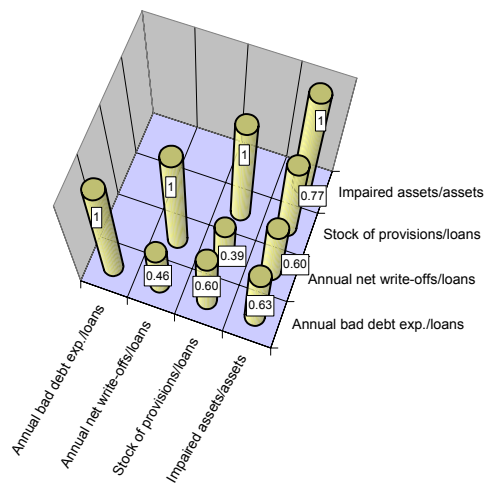 1
1
1
1
0.77
0.39
0.60
0.46
0.60
0.63
Impaired assets/assets
Stock of provisions/loans
Annual net write-offs/loans
Annual bad debt exp./loans
Annual bad debt exp./loans
Annual net write-offs/loans
Stock of provisions/loans
Impaired assets/assets